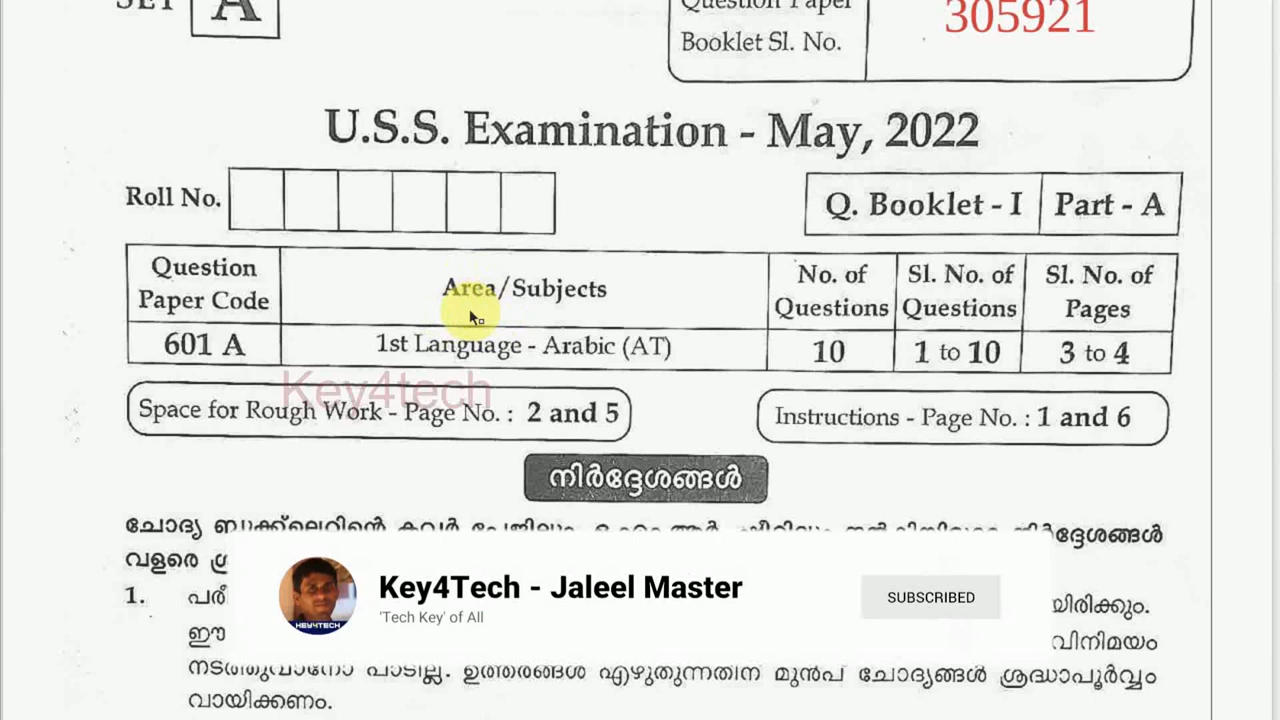 SET A
Question Paper
Booklet Sl. No.
305921
U.S.S. Examination - May, 2022
Roll No.
Q. Booklet - I Part - A
Question Paper Code
Area/Subjects
No. of Questions
Sl. No. of Questions
Sl. No. of Pages
601 A
1st Language - Arabic (AT)
10
1 to 10
3 to 4
Key4tech
Space for Rough Work - Page No. : 2 and 5
Instructions - Page No. : 1 and 6
നിർദ്ദേശങ്ങൾ
ചോദ്യ നിർദ്ദേശങ്ങൾ
വളരെ
Key4Tech - Jaleel Master
'Tech Key' of All
SUBSCRIBED
KEY4TECH
1. യിരിക്കും.
ഈ വിനിമയം
നടത്തുവാനോ പാടില്ല. ഉത്തരങ്ങൾ എഴുതുന്നതിന് മുൻപ് ചോദ്യങ്ങൾ ശ്രദ്ധാപൂർവ്വം
വായിക്കണം.